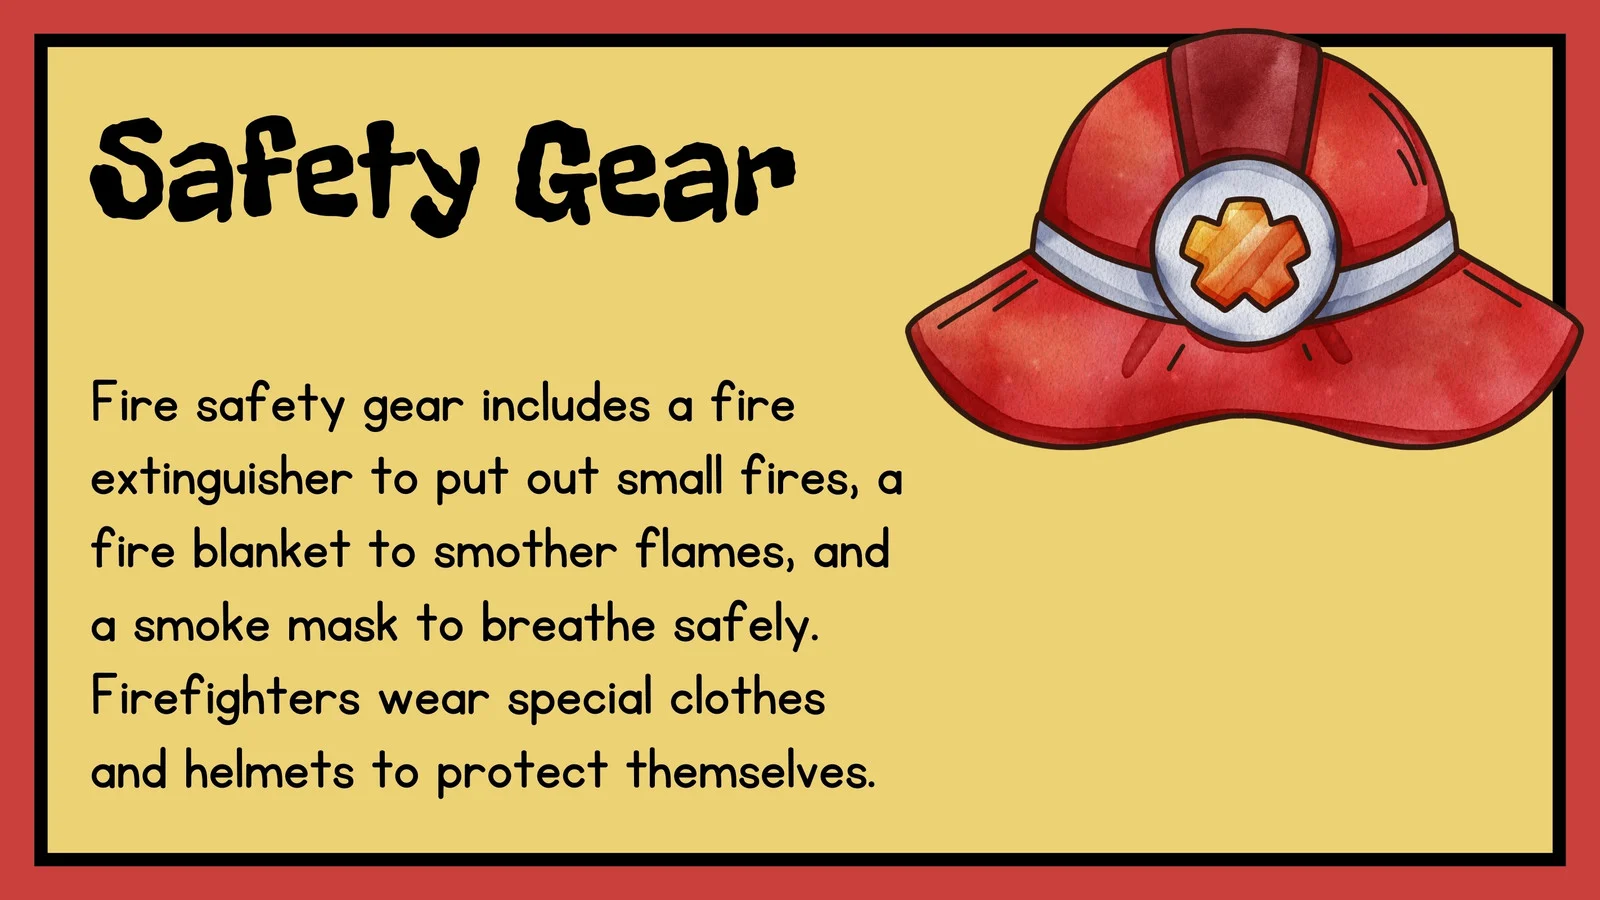 Safety Gear
Fire safety gear includes a fire
extinguisher to put out small fires, a
fire blanket to smother flames, and
a smoke mask to breathe safely.
Firefighters wear special clothes
and helmets to protect themselves.